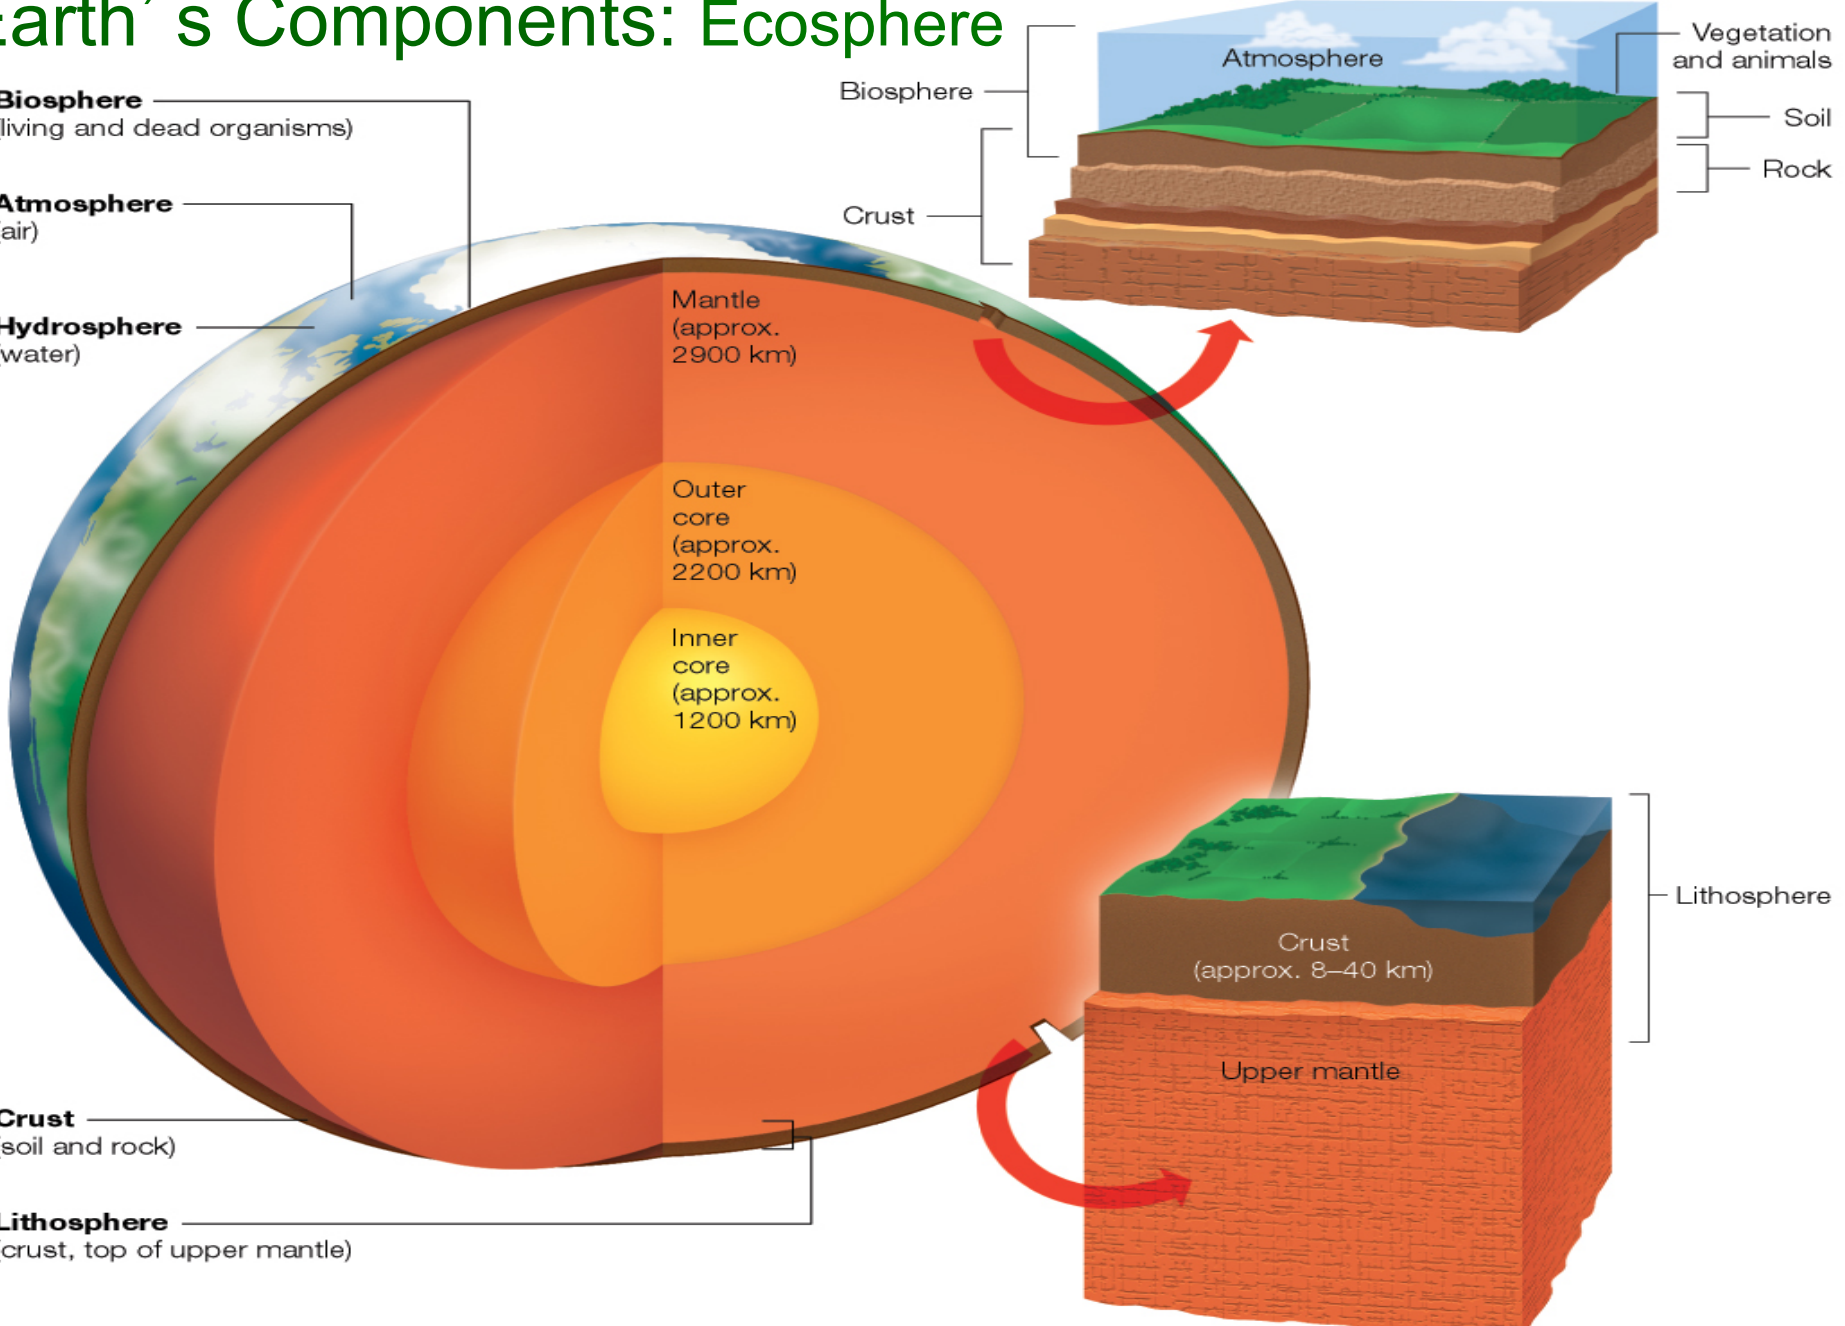 Earth´s Components: Ecosphere
Biosphere
(living and dead organisms)
Atmosphere
(air)
Hydrosphere
(water)
Crust
(soil and rock)
Lithosphere
(crust, top of upper mantle)
Mantle
(approx.
2900 km)
Outer
core
(approx.
2200 km)
Inner
core
(approx.
1200 km)
Biosphere
Crust
Atmosphere
Vegetation
and animals
Soil
Rock
Lithosphere
Crust
(approx. 8–40 km)
Upper mantle